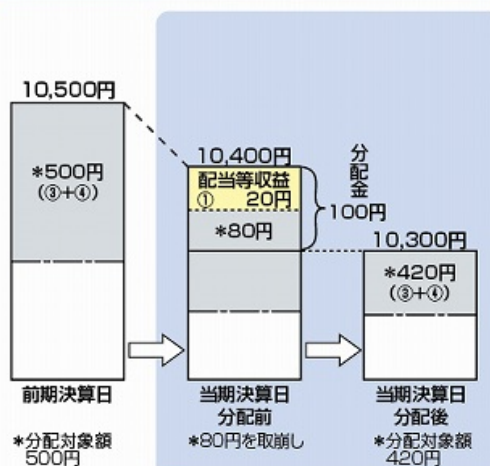 10,500円
*500円
(③+④)
前期決算日
*分配対象額
500円
10,400円
配当等収益
① 20円
*80円
分配金
100円
当期決算日
分配前
*80円を取崩し
10,300円
*420円
(③+④)
当期決算日
分配後
*分配対象額
420円